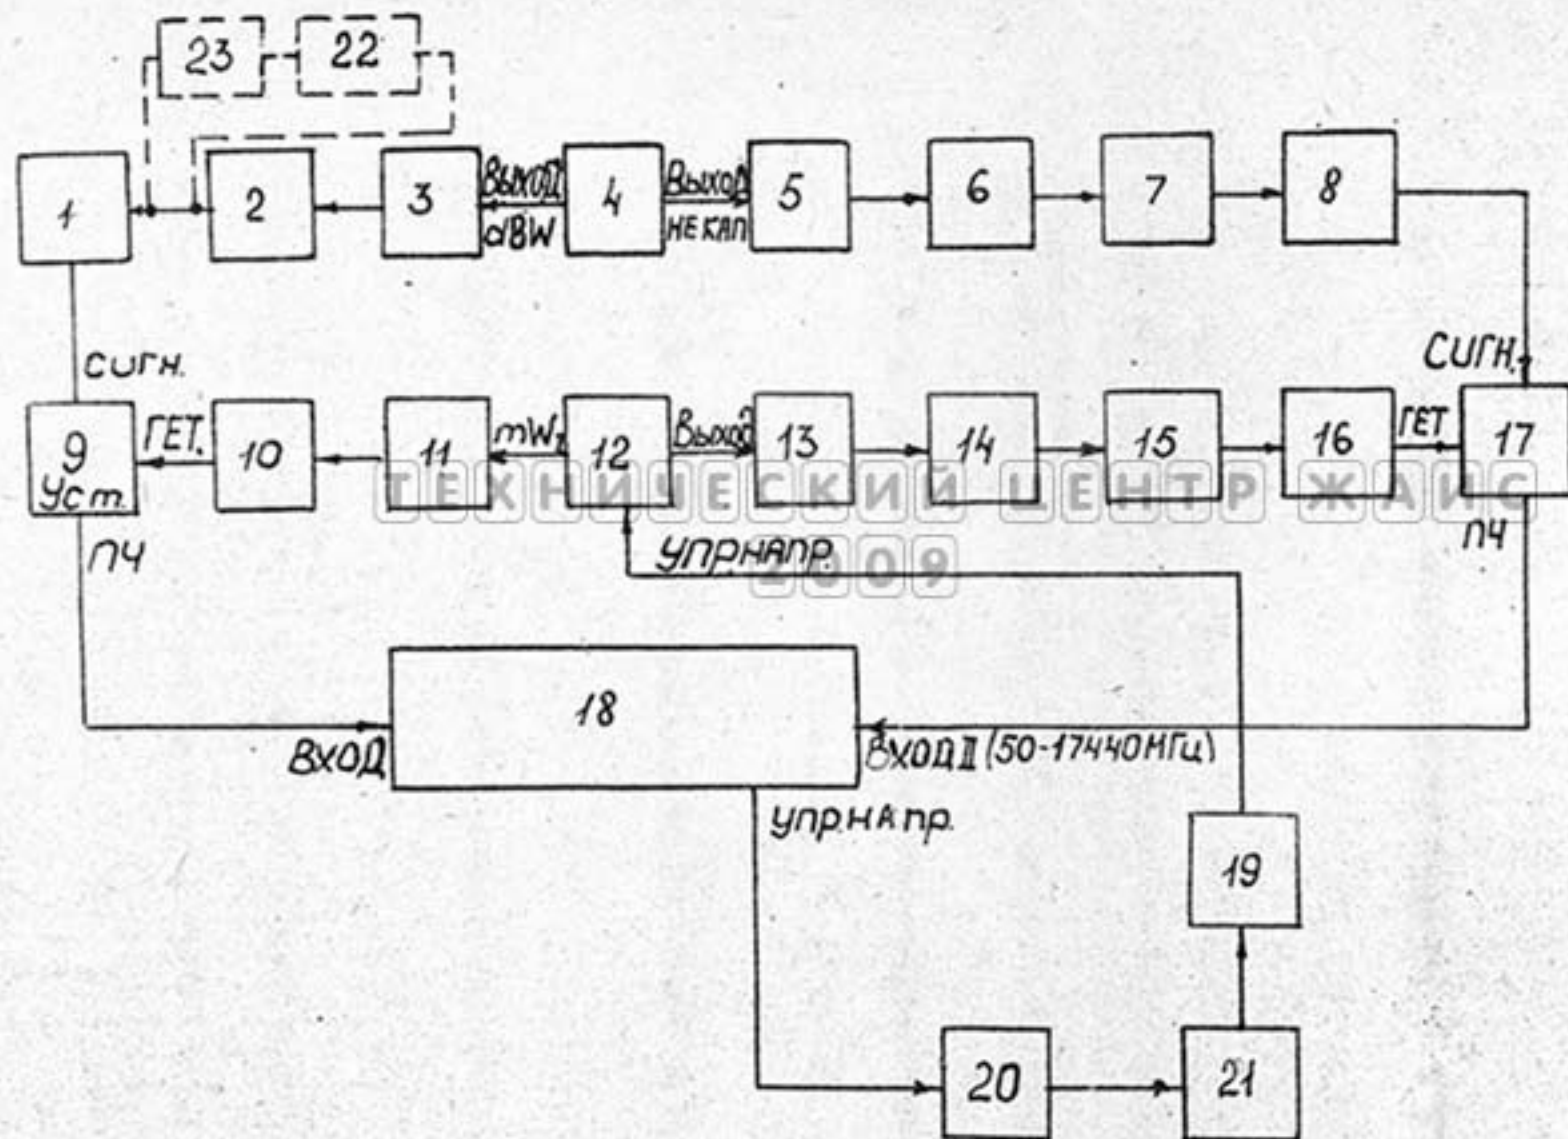 23 22
1 2 3 ВЫХОД dBW 4 ВЫХОД НЕ КАЛ 5 6 7 8
СИГН. СИГН.
9 Уст. ГЕТ. 10 11 mW 12 Выход 13 14 15 16 ГЕТ 17
ТЕХНИЧЕСКИЙ ЦЕНТР ЖАИС
ПЧ УПР.НАПР. ПЧ
2009
18
ВХОД ВХОД II (50-17440МГц)
УПР.НАПР.
19
20 21